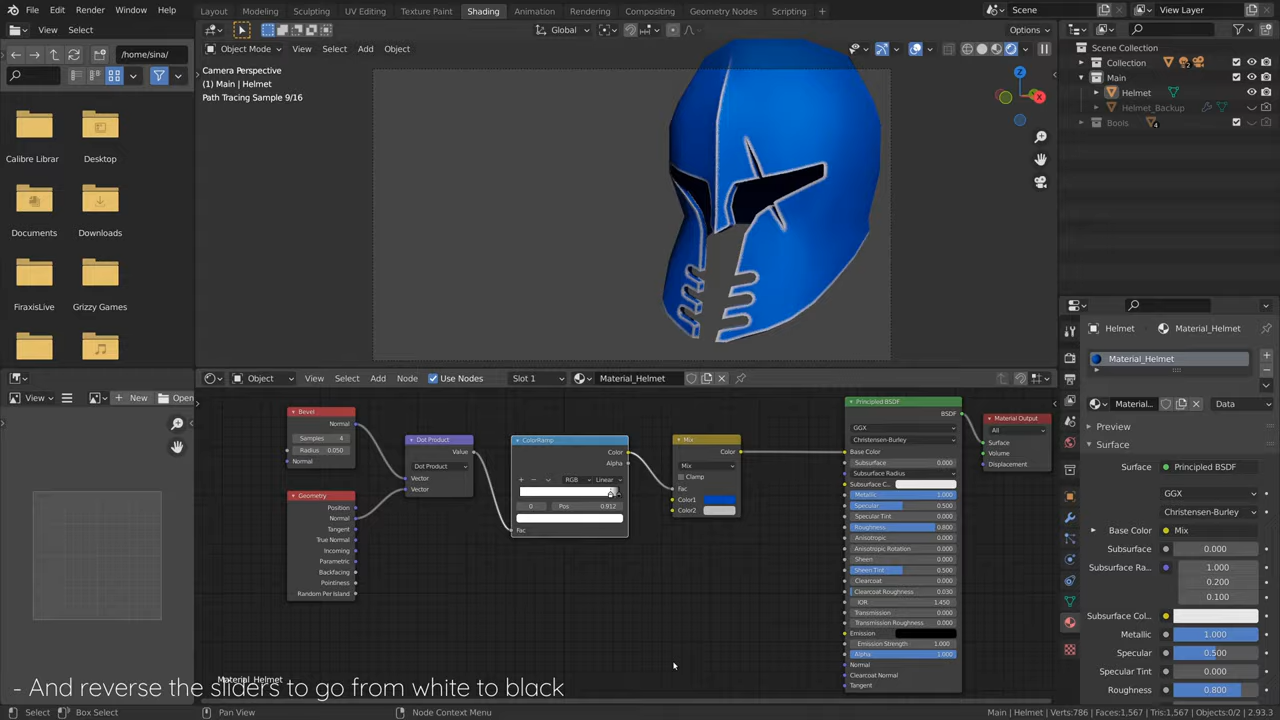 File Edit Render Window Help Layout Modeling Sculpting UV Editing Texture Paint Shading Animation Rendering Compositing Geometry Nodes Scripting + Scene View Layer
View Select Global Options
/home/sina/ Object Mode View Select Add Object
Camera Perspective
(1) Main | Helmet
Path Tracing Sample 9/16
Scene Collection
Collection
Main
Helmet
Helmet_Backup
Bools
Z
X
Calibre Librar Desktop
Documents Downloads
FiraxisLive Grizzy Games
Helmet Material_Helmet
Material_Helmet
View + New Open
Object View Select Add Node Use Nodes Slot 1 Material_Helmet
Bevel
Normal
Samples 4
Radius 0.050
Normal
Geometry
Position
Normal
Tangent
True Normal
Incoming
Parametric
Backfacing
Pointiness
Random Per Island
Dot Product
Value
Dot Product
Vector
Vector
ColorRamp
Color
Alpha
+ − RGB Linear
0 Pos 0.912
Fac
Mix
Color
Mix
Clamp
Fac
Color1
Color2
Principled BSDF
BSDF
GGX
Christensen-Burley
Base Color
Subsurface 0.000
Subsurface Radius
Subsurface C...
Metallic 1.000
Specular 0.500
Specular Tint 0.000
Roughness 0.800
Anisotropic 0.000
Anisotropic Rotation 0.000
Sheen 0.000
Sheen Tint 0.500
Clearcoat 0.000
Clearcoat Roughness 0.030
IOR 1.450
Transmission 0.000
Transmission Roughness 0.000
Emission
Emission Strength 1.000
Alpha 1.000
Normal
Clearcoat Normal
Tangent
Material Output
All
Surface
Volume
Displacement
Material... Data
Preview
Surface
Surface Principled BSDF
GGX
Christensen-Burley
Base Color Mix
Subsurface 0.000
Subsurface Ra... 1.000
0.200
0.100
Subsurface Co...
Metallic 1.000
Specular 0.500
Specular Tint 0.000
Roughness 0.800
Material_Helmet
- And reverse the sliders to go from white to black
Select Box Select Pan View Node Context Menu Main | Helmet | Verts:786 | Faces:1,567 | Tris:1,567 | Objects:0/2 | 2.93.3